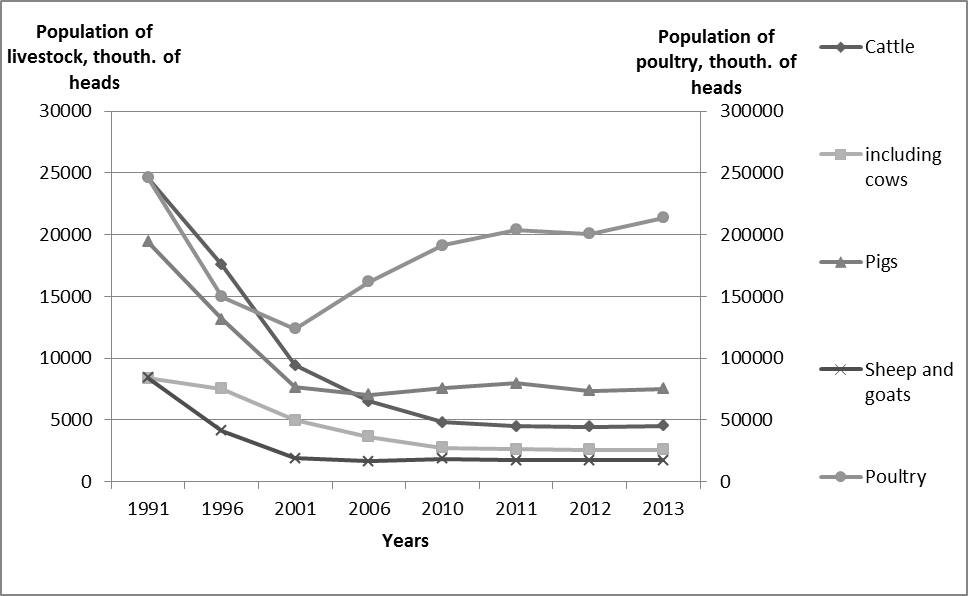 Population of
livestock, thouth. of
heads
Population of
poultry, thouth. of
heads
30000
25000
20000
15000
10000
5000
0
300000
250000
200000
150000
100000
50000
0
1991 1996 2001 2006 2010 2011 2012 2013
Years
Cattle
including
cows
Pigs
Sheep and
goats
Poultry